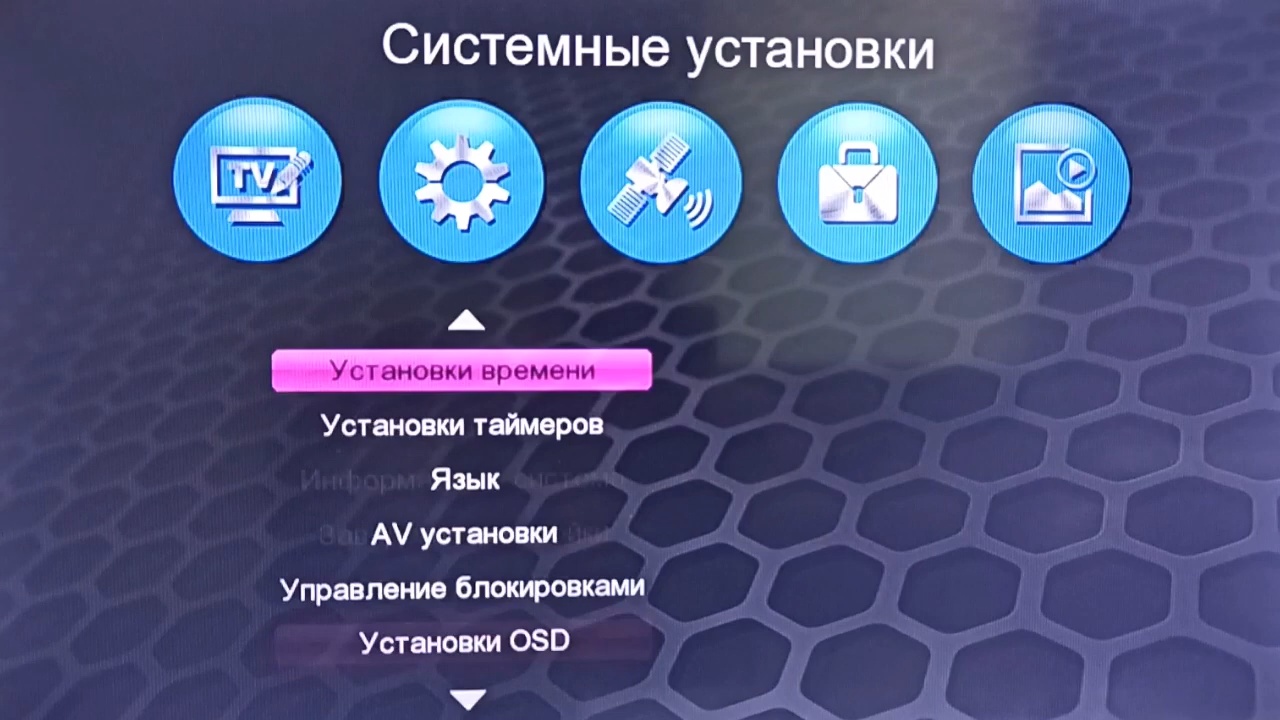 Системные установки
TV
Установки времени
Установки таймеров
Язык
AV установки
Управление блокировками
Установки OSD